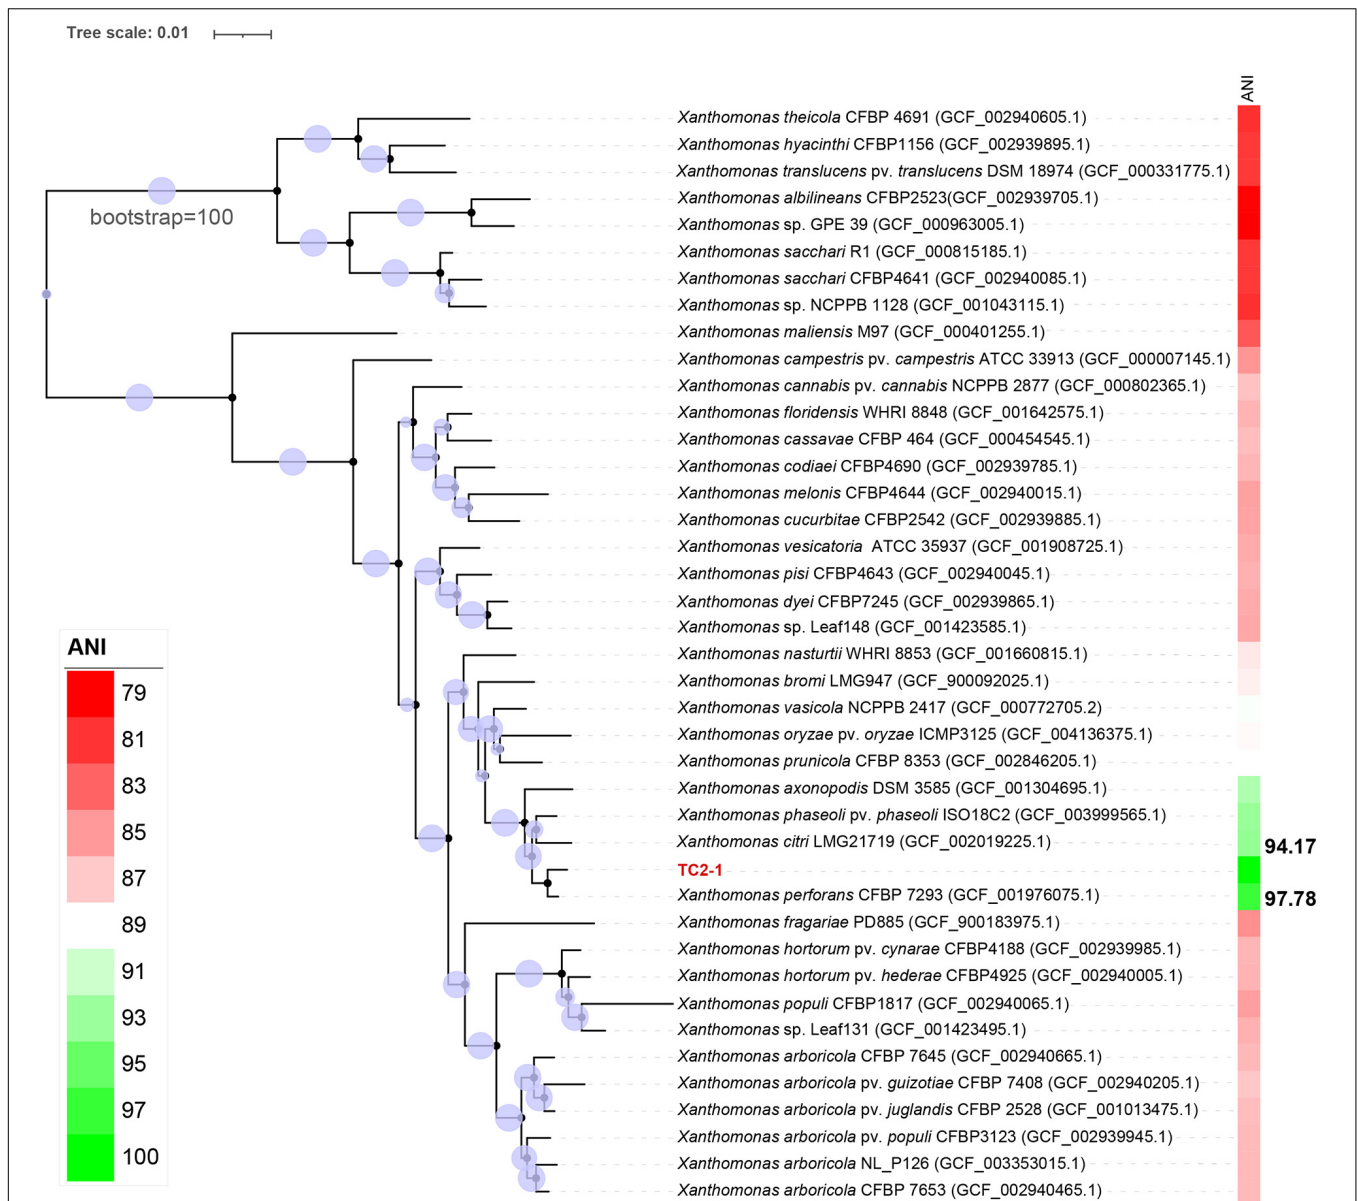 Tree scale: 0.01
ANI
Xanthomonas theicola CFBP 4691 (GCF_002940605.1)
Xanthomonas hyacinthi CFBP1156 (GCF_002939895.1)
Xanthomonas translucens pv. translucens DSM 18974 (GCF_000331775.1)
Xanthomonas albilineans CFBP2523(GCF_002939705.1)
bootstrap=100
Xanthomonas sp. GPE 39 (GCF_000963005.1)
Xanthomonas sacchari R1 (GCF_000815185.1)
Xanthomonas sacchari CFBP4641 (GCF_002940085.1)
Xanthomonas sp. NCPPB 1128 (GCF_001043115.1)
Xanthomonas maliensis M97 (GCF_000401255.1)
Xanthomonas campestris pv. campestris ATCC 33913 (GCF_000007145.1)
Xanthomonas cannabis pv. cannabis NCPPB 2877 (GCF_000802365.1)
Xanthomonas floridensis WHRI 8848 (GCF_001642575.1)
Xanthomonas cassavae CFBP 464 (GCF_000454545.1)
Xanthomonas codiaei CFBP4690 (GCF_002939785.1)
Xanthomonas melonis CFBP4644 (GCF_002940015.1)
Xanthomonas cucurbitae CFBP2542 (GCF_002939885.1)
Xanthomonas vesicatoria ATCC 35937 (GCF_001908725.1)
Xanthomonas pisi CFBP4643 (GCF_002940045.1)
Xanthomonas dyei CFBP7245 (GCF_002939865.1)
Xanthomonas sp. Leaf148 (GCF_001423585.1)
Xanthomonas nasturtii WHRI 8853 (GCF_001660815.1)
Xanthomonas bromi LMG947 (GCF_900092025.1)
Xanthomonas vasicola NCPPB 2417 (GCF_000772705.2)
Xanthomonas oryzae pv. oryzae ICMP3125 (GCF_004136375.1)
Xanthomonas prunicola CFBP 8353 (GCF_002846205.1)
Xanthomonas axonopodis DSM 3585 (GCF_001304695.1)
Xanthomonas phaseoli pv. phaseoli ISO18C2 (GCF_003999565.1)
Xanthomonas citri LMG21719 (GCF_002019225.1)
94.17
TC2-1
Xanthomonas perforans CFBP 7293 (GCF_001976075.1)
97.78
Xanthomonas fragariae PD885 (GCF_900183975.1)
Xanthomonas hortorum pv. cynarae CFBP4188 (GCF_002939985.1)
Xanthomonas hortorum pv. hederae CFBP4925 (GCF_002940005.1)
Xanthomonas populi CFBP1817 (GCF_002940065.1)
Xanthomonas sp. Leaf131 (GCF_001423495.1)
Xanthomonas arboricola CFBP 7645 (GCF_002940665.1)
Xanthomonas arboricola pv. guizotiae CFBP 7408 (GCF_002940205.1)
Xanthomonas arboricola pv. juglandis CFBP 2528 (GCF_001013475.1)
Xanthomonas arboricola pv. populi CFBP3123 (GCF_002939945.1)
Xanthomonas arboricola NL_P126 (GCF_003353015.1)
Xanthomonas arboricola CFBP 7653 (GCF_002940465.1)
ANI
79
81
83
85
87
89
91
93
95
97
100